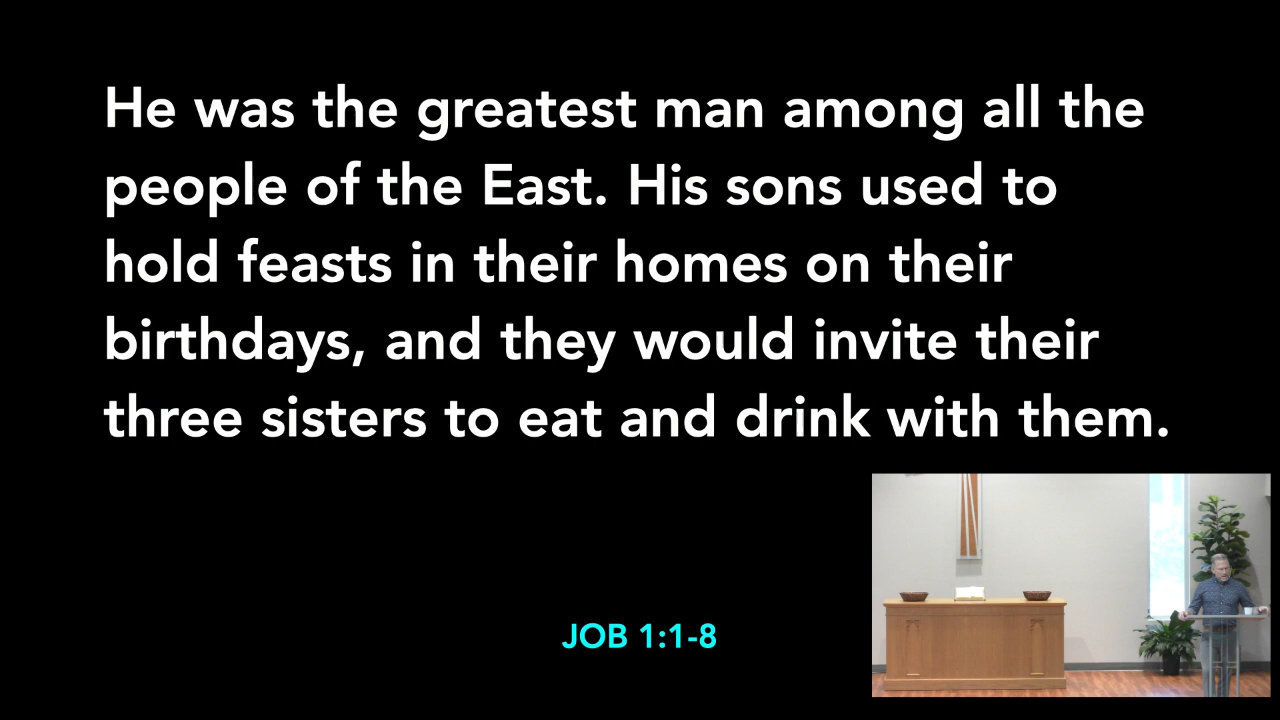 He was the greatest man among all the
people of the East. His sons used to
hold feasts in their homes on their
birthdays, and they would invite their
three sisters to eat and drink with them.
JOB 1:1-8